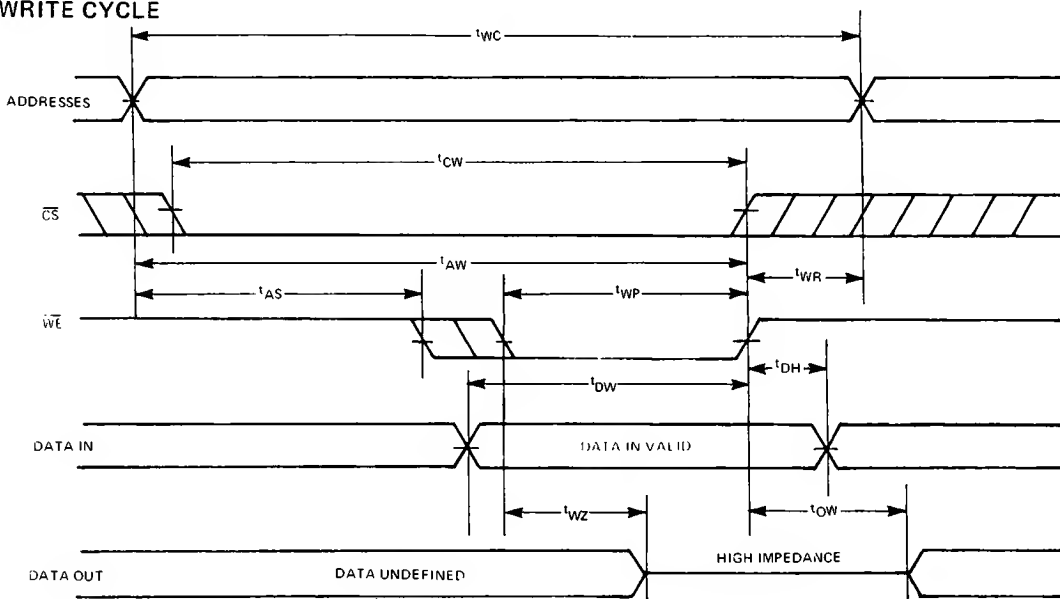 WRITE CYCLE
tWC
ADDRESSES
tCW
CS
tAW
tWR
tAS
tWP
WE
tDH
tDW
DATA IN
DATA IN VALID
tWZ
tOW
HIGH IMPEDANCE
DATA OUT
DATA UNDEFINED